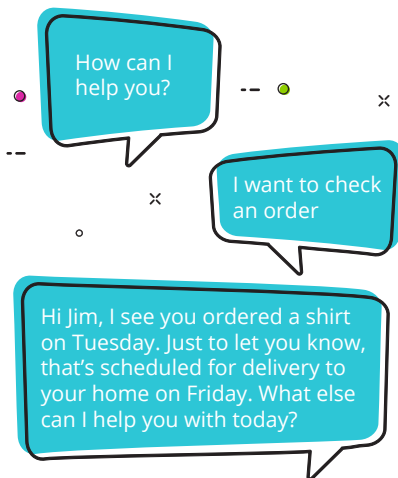 How can I
help you?
I want to check
an order
Hi Jim, I see you ordered a shirt
on Tuesday. Just to let you know,
that’s scheduled for delivery to
your home on Friday. What else
can I help you with today?